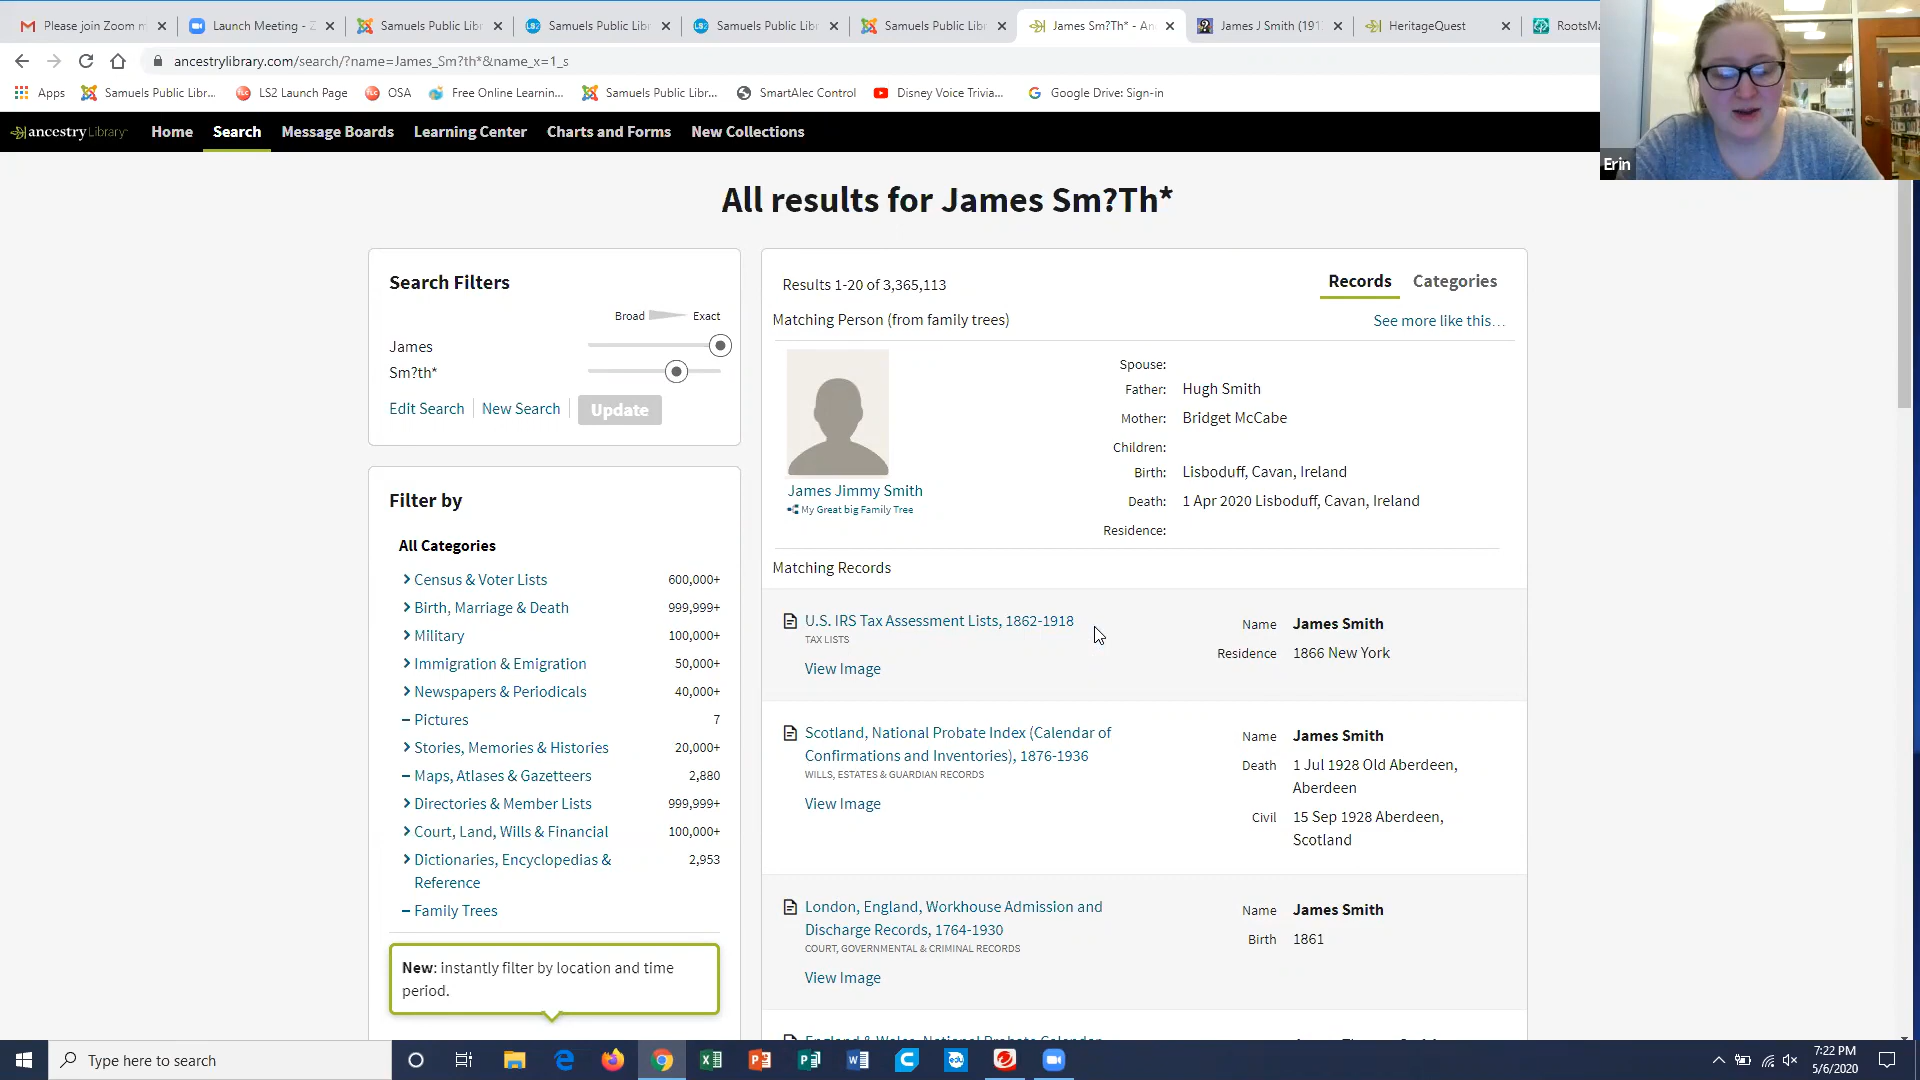 Please join Zoom m
Launch Meeting - Z
Samuels Public Libr
Samuels Public Libr
Samuels Public Libr
Samuels Public Libr
James Sm?Th* - An
James J Smith (191
HeritageQuest
RootsMa
ancestrylibrary.com/search/?name=James_Sm?th*&name_x=1_s
Apps
Samuels Public Libr...
LS2 Launch Page
OSA
Free Online Learnin...
Samuels Public Libr...
SmartAlec Control
Disney Voice Trivia...
Google Drive: Sign-in
ancestryLibrary
Home
Search
Message Boards
Learning Center
Charts and Forms
New Collections
Erin
All results for James Sm?Th*
Search Filters
Broad
Exact
James
Sm?th*
Edit Search
New Search
Update
Filter by
All Categories
Census & Voter Lists 600,000+
Birth, Marriage & Death 999,999+
Military 100,000+
Immigration & Emigration 50,000+
Newspapers & Periodicals 40,000+
Pictures 7
Stories, Memories & Histories 20,000+
Maps, Atlases & Gazetteers 2,880
Directories & Member Lists 999,999+
Court, Land, Wills & Financial 100,000+
Dictionaries, Encyclopedias & 2,953
Reference
Family Trees
New: instantly filter by location and time
period.
Results 1-20 of 3,365,113
Records
Categories
Matching Person (from family trees)
See more like this…
James Jimmy Smith
My Great big Family Tree
Spouse:
Father: Hugh Smith
Mother: Bridget McCabe
Children:
Birth: Lisboduff, Cavan, Ireland
Death: 1 Apr 2020 Lisboduff, Cavan, Ireland
Residence:
Matching Records
U.S. IRS Tax Assessment Lists, 1862-1918
TAX LISTS
View Image
Name James Smith
Residence 1866 New York
Scotland, National Probate Index (Calendar of
Confirmations and Inventories), 1876-1936
WILLS, ESTATES & GUARDIAN RECORDS
View Image
Name James Smith
Death 1 Jul 1928 Old Aberdeen,
Aberdeen
Civil 15 Sep 1928 Aberdeen,
Scotland
London, England, Workhouse Admission and
Discharge Records, 1764-1930
COURT, GOVERNMENTAL & CRIMINAL RECORDS
View Image
Name James Smith
Birth 1861
England & Wales, National Probate Calendar
Type here to search
7:22 PM
5/6/2020